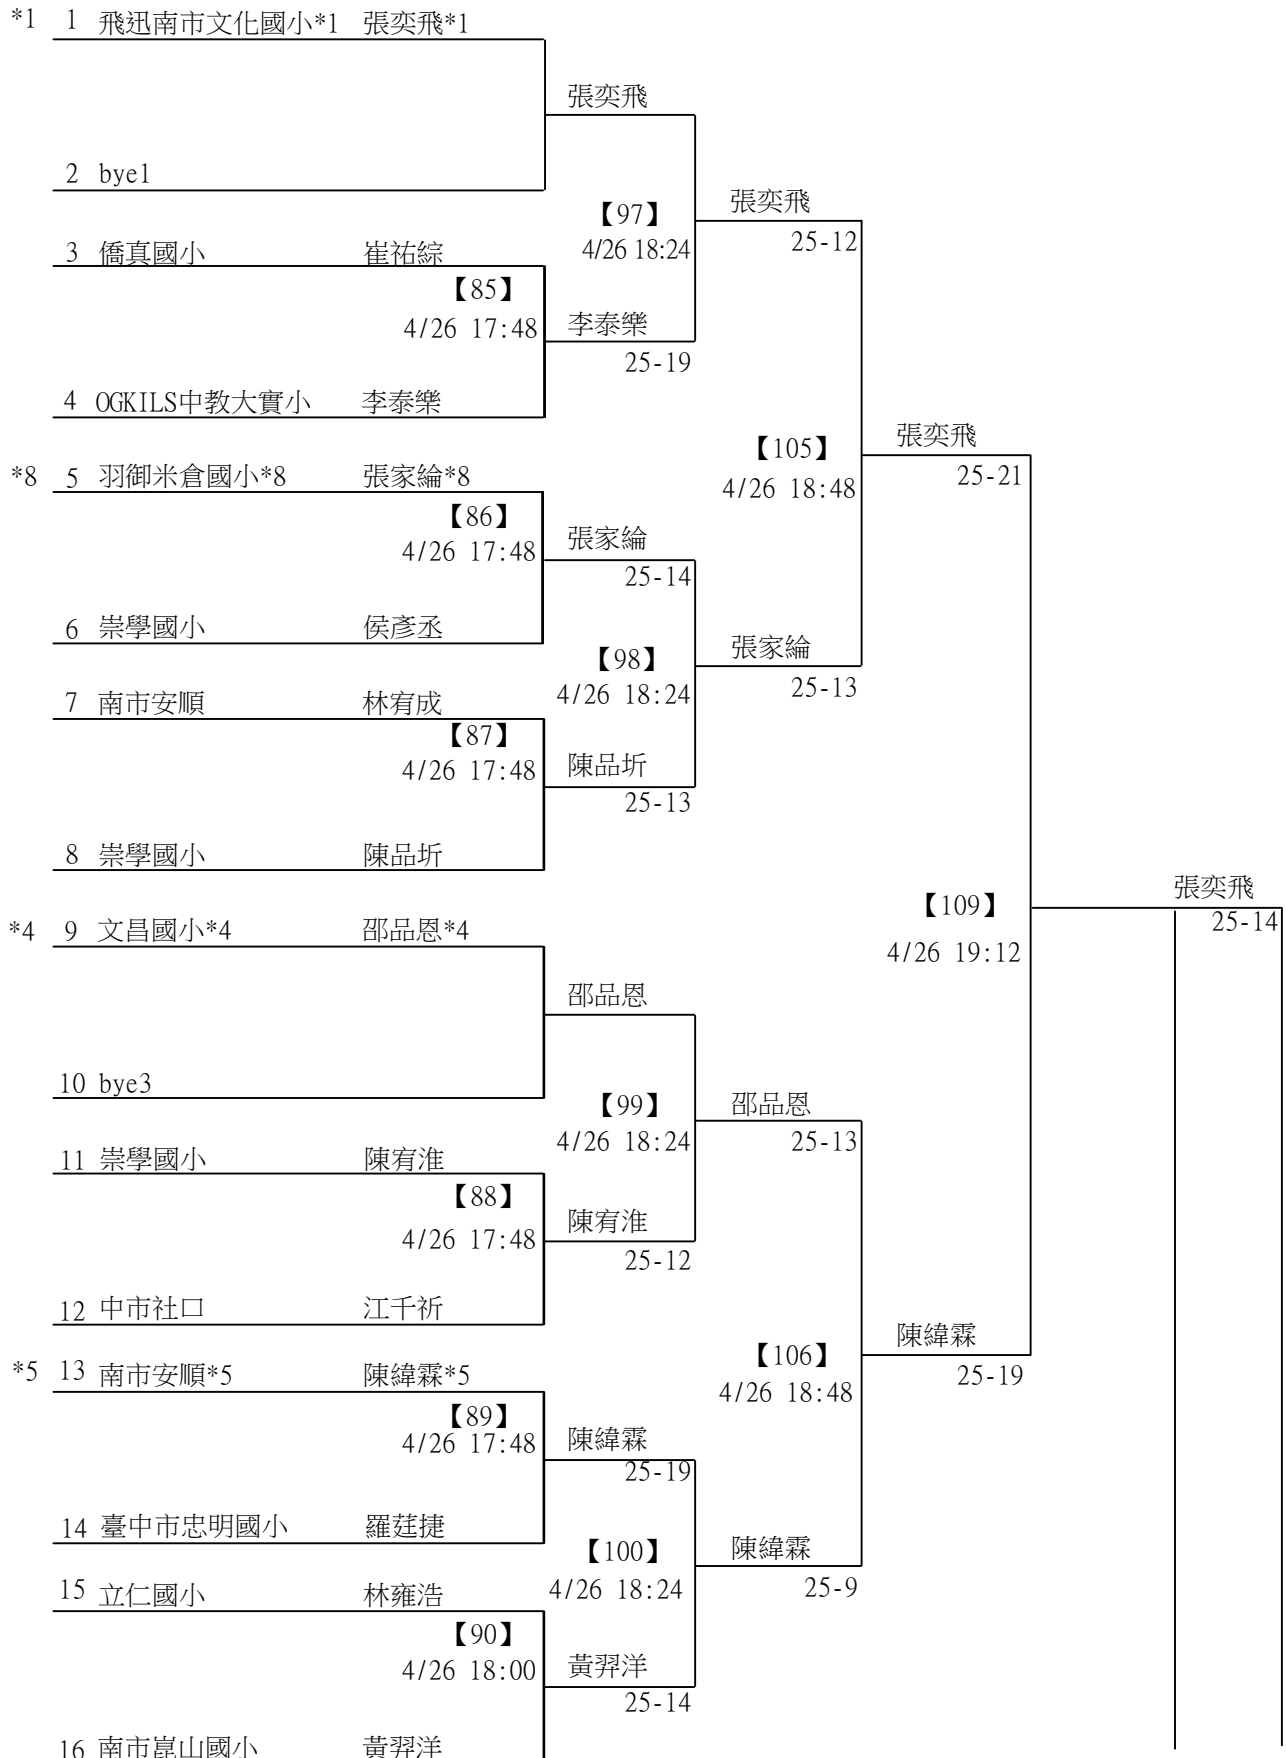 *1 1 飛迅南市文化國小*1 張奕飛*1
張奕飛
2 bye1
【97】 張奕飛
4/26 18:24 25-12
3 僑真國小 崔祐綜
【85】
4/26 17:48 李泰樂
25-19
4 OGKILS中教大實小 李泰樂
【105】 張奕飛
4/26 18:48 25-21
*8 5 羽御米倉國小*8 張家綸*8
【86】
4/26 17:48 張家綸
25-14
6 崇學國小 侯彥丞
【98】 張家綸
4/26 18:24 25-13
7 南市安順 林宥成
【87】
4/26 17:48 陳品圻
25-13
8 崇學國小 陳品圻
【109】 張奕飛
4/26 19:12 25-14
*4 9 文昌國小*4 邵品恩*4
邵品恩
10 bye3
【99】 邵品恩
4/26 18:24 25-13
11 崇學國小 陳宥淮
【88】
4/26 17:48 陳宥淮
25-12
12 中市社口 江千祈
【106】 陳緯霖
4/26 18:48 25-19
*5 13 南市安順*5 陳緯霖*5
【89】
4/26 17:48 陳緯霖
25-19
14 臺中市忠明國小 羅莛捷
【100】 陳緯霖
4/26 18:24 25-9
15 立仁國小 林雍浩
【90】
4/26 18:00 黃羿洋
25-14
16 南市崑山國小 黃羿洋